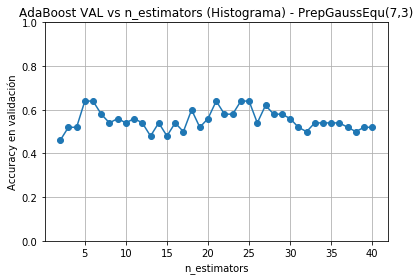 AdaBoost VAL vs n_estimators (Histograma) - PrepGaussEqu(7,3)
1.0
0.8
0.6
0.4
0.2
0.0
Accuracy en validación
5 10 15 20 25 30 35 40
n_estimators